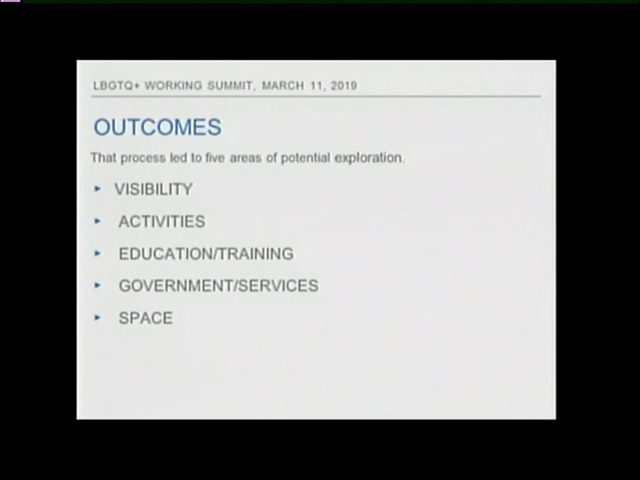 LBGTQ+ WORKING SUMMIT, MARCH 11, 2019
OUTCOMES
That process led to five areas of potential exploration.
▸ VISIBILITY
▸ ACTIVITIES
▸ EDUCATION/TRAINING
▸ GOVERNMENT/SERVICES
▸ SPACE